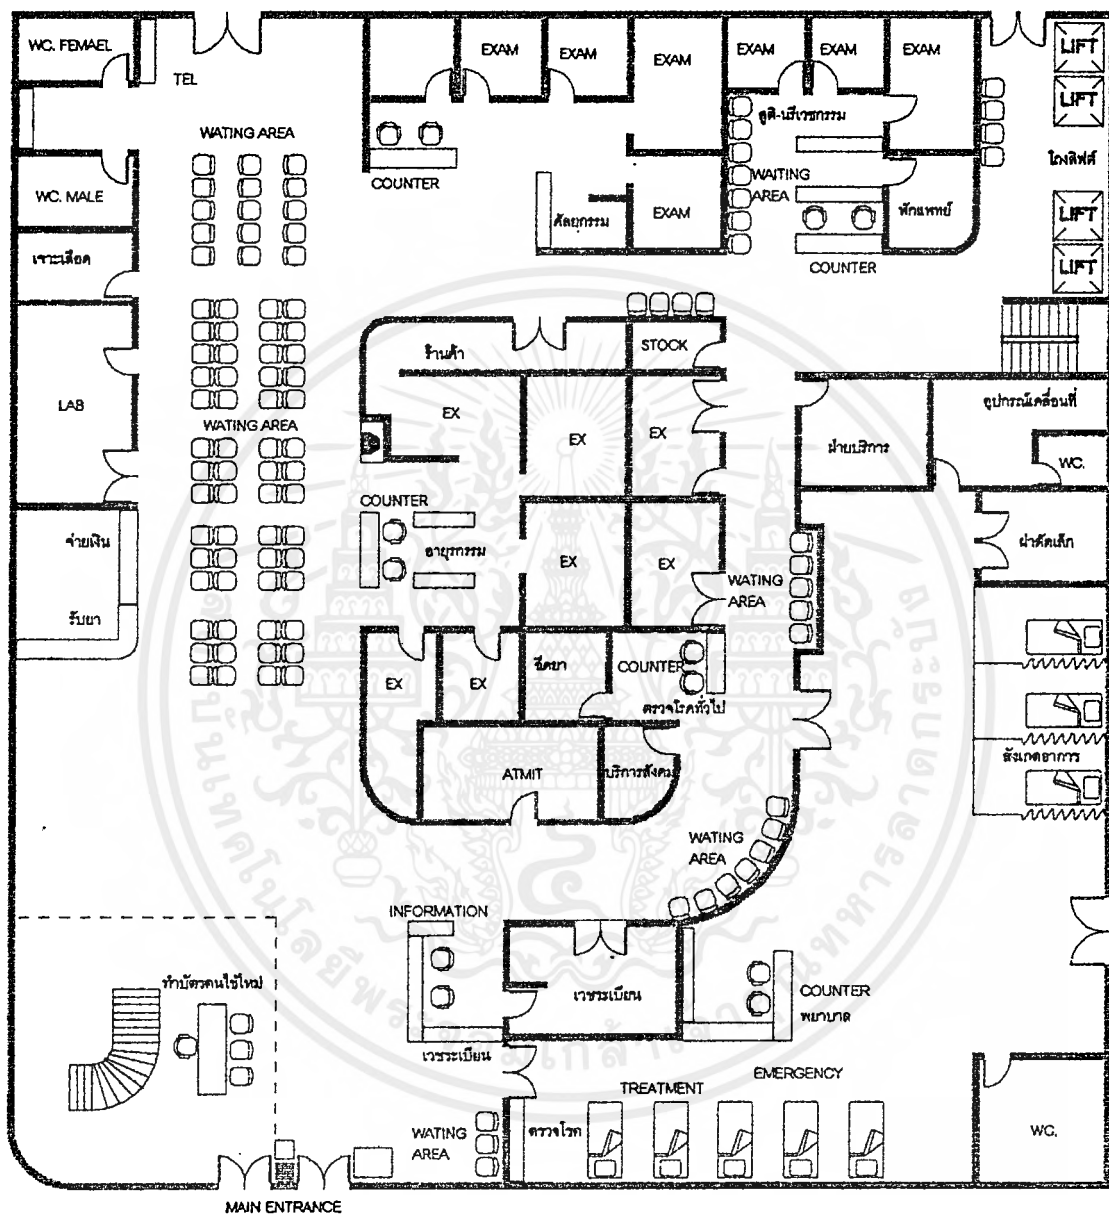 WC. FEMAEL
TEL
EXAM
EXAM
EXAM
EXAM
EXAM
EXAM
LIFT
LIFT
WATING AREA
COUNTER
สูติ-นรีเวชกรรม
โถงลิฟต์
WC. MALE
WAITING
AREA
EXAM
ศัลยกรรม
พักแพทย์
LIFT
LIFT
เจาะเลือด
COUNTER
ร้านค้า
STOCK
LAB
WATING AREA
EX
EX
EX
อุปกรณ์เคลื่อนที่
ฝ่ายบริการ
WC.
COUNTER
จ่ายเงิน
อายุรกรรม
EX
EX
WATING
AREA
ผ่าตัดเล็ก
รับยา
EX
EX
ฉีดยา
COUNTER
ตรวจโรคทั่วไป
ATMIT
บริการสังคม
สังเกตอาการ
WATING
AREA
INFORMATION
ทำบัตรคนไข้ใหม่
เวชระเบียน
COUNTER
พยาบาล
เวชระเบียน
TREATMENT
EMERGENCY
WATING
AREA
ตรวจโรค
WC.
MAIN ENTRANCE